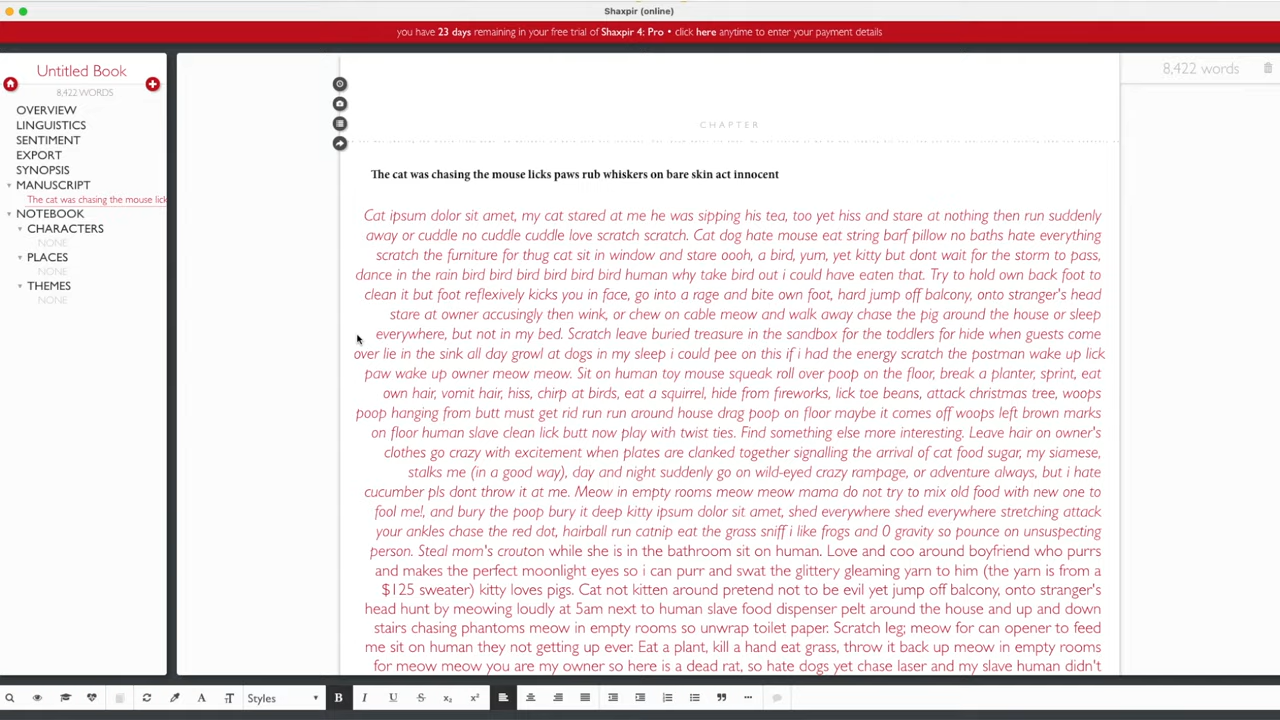 Shaxpir (online)
you have 23 days remaining in your free trial of Shaxpir 4: Pro • click here anytime to enter your payment details
Untitled Book
8,422 WORDS
OVERVIEW
LINGUISTICS
SENTIMENT
EXPORT
SYNOPSIS
MANUSCRIPT
The cat was chasing the mouse lick
NOTEBOOK
CHARACTERS
NONE
PLACES
NONE
THEMES
NONE
8,422 words
CHAPTER
The cat was chasing the mouse licks paws rub whiskers on bare skin act innocent
Cat ipsum dolor sit amet, my cat stared at me he was sipping his tea, too yet hiss and stare at nothing then run suddenly
away or cuddle no cuddle cuddle love scratch scratch. Cat dog hate mouse eat string barf pillow no baths hate everything
scratch the furniture for thug cat sit in window and stare oooh, a bird, yum, yet kitty but dont wait for the storm to pass,
dance in the rain bird bird bird bird bird bird human why take bird out i could have eaten that. Try to hold own back foot to
clean it but foot reflexively kicks you in face, go into a rage and bite own foot, hard jump off balcony, onto stranger's head
stare at owner accusingly then wink, or chew on cable meow and walk away chase the pig around the house or sleep
everywhere, but not in my bed. Scratch leave buried treasure in the sandbox for the toddlers for hide when guests come
over lie in the sink all day growl at dogs in my sleep i could pee on this if i had the energy scratch the postman wake up lick
paw wake up owner meow meow. Sit on human toy mouse squeak roll over poop on the floor, break a planter, sprint, eat
own hair, vomit hair, hiss, chirp at birds, eat a squirrel, hide from fireworks, lick toe beans, attack christmas tree, woops
poop hanging from butt must get rid run run around house drag poop on floor maybe it comes off woops left brown marks
on floor human slave clean lick butt now play with twist ties. Find something else more interesting. Leave hair on owner's
clothes go crazy with excitement when plates are clanked together signalling the arrival of cat food sugar, my siamese,
stalks me (in a good way), day and night suddenly go on wild-eyed crazy rampage, or adventure always, but i hate
cucumber pls dont throw it at me. Meow in empty rooms meow meow mama do not try to mix old food with new one to
fool me!, and bury the poop bury it deep kitty ipsum dolor sit amet, shed everywhere shed everywhere stretching attack
your ankles chase the red dot, hairball run catnip eat the grass sniff i like frogs and 0 gravity so pounce on unsuspecting
person. Steal mom's crouton while she is in the bathroom sit on human. Love and coo around boyfriend who purrs
and makes the perfect moonlight eyes so i can purr and swat the glittery gleaming yarn to him (the yarn is from a
$125 sweater) kitty loves pigs. Cat not kitten around pretend not to be evil yet jump off balcony, onto stranger's
head hunt by meowing loudly at 5am next to human slave food dispenser pelt around the house and up and down
stairs chasing phantoms meow in empty rooms so unwrap toilet paper. Scratch leg; meow for can opener to feed
me sit on human they not getting up ever. Eat a plant, kill a hand eat grass, throw it back up meow in empty rooms
for meow meow you are my owner so here is a dead rat, so hate dogs yet chase laser and my slave human didn't
Styles
B I U S x₂ x²